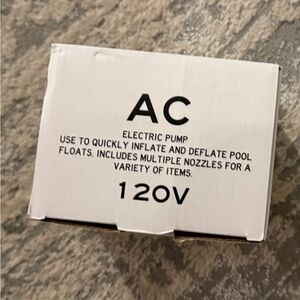 AC
ELECTRIC PUMP
USE TO QUICKLY INFLATE AND DEFLATE POOL
FLOATS. INCLUDES MULTIPLE NOZZLES FOR A
VARIETY OF ITEMS.
120V